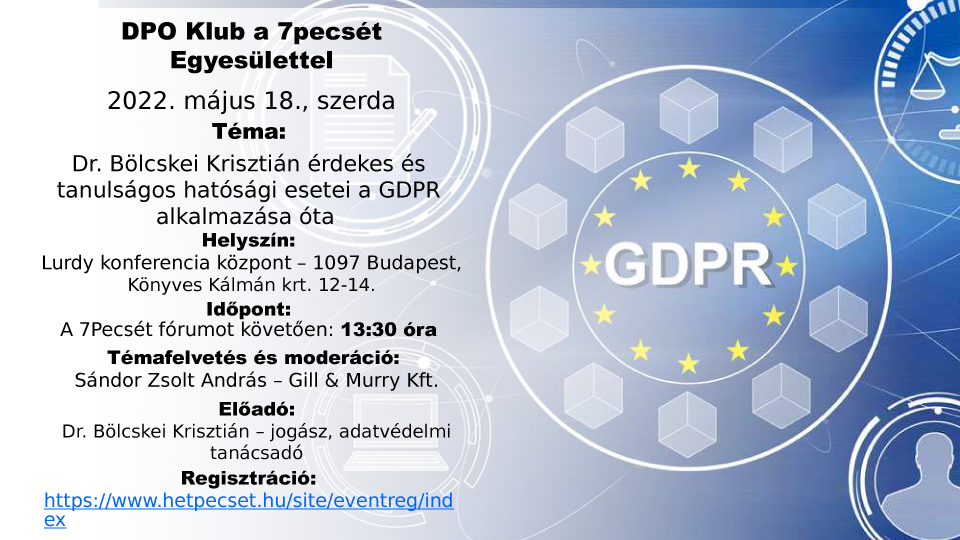 DPO Klub a 7pecsét
Egyesülettel
2022. május 18., szerda
Téma:
Dr. Bölcskei Krisztián érdekes és
tanulságos hatósági esetei a GDPR
alkalmazása óta
Helyszín:
Lurdy konferencia központ – 1097 Budapest,
Könyves Kálmán krt. 12-14.
Időpont:
A 7Pecsét fórumot követően: 13:30 óra
Témafelvetés és moderáció:
Sándor Zsolt András – Gill & Murry Kft.
Előadó:
Dr. Bölcskei Krisztián – jogász, adatvédelmi
tanácsadó
Regisztráció:
https://www.hetpecset.hu/site/eventreg/ind
ex
GDPR